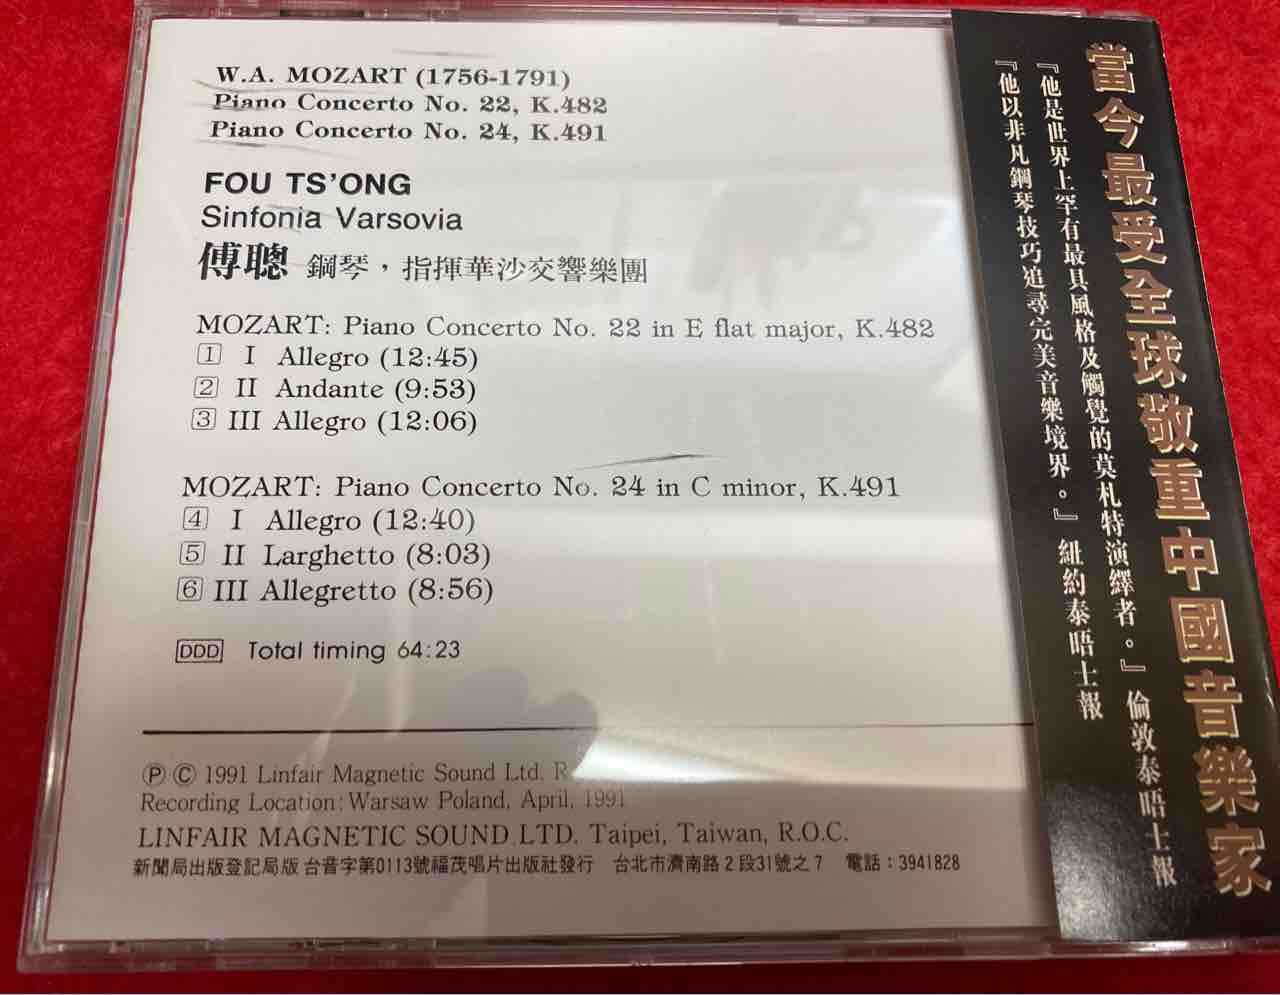 W.A. MOZART (1756-1791)
Piano Concerto No. 22, K.482
Piano Concerto No. 24, K.491
FOU TS'ONG
Sinfonia Varsovia
傅聰 鋼琴，指揮華沙交響樂團
MOZART: Piano Concerto No. 22 in E flat major, K.482
1 I Allegro (12:45)
2 II Andante (9:53)
3 III Allegro (12:06)
MOZART: Piano Concerto No. 24 in C minor, K.491
4 I Allegro (12:40)
5 II Larghetto (8:03)
6 III Allegretto (8:56)
DDD Total timing 64:23
Ⓟ Ⓒ 1991 Linfair Magnetic Sound Ltd. R
Recording Location: Warsaw Poland, April, 1991
LINFAIR MAGNETIC SOUND LTD. Taipei, Taiwan, R.O.C.
新聞局出版登記局版 台音字第0113號福茂唱片出版社發行 台北市濟南路2段31號之7 電話：3941828
當今最受全球敬重中國音樂家
『他是世界上罕有最具風格及觸覺的莫札特演繹者。』倫敦泰晤士報
『他以非凡鋼琴技巧追尋完美音樂境界。』紐約泰晤士報